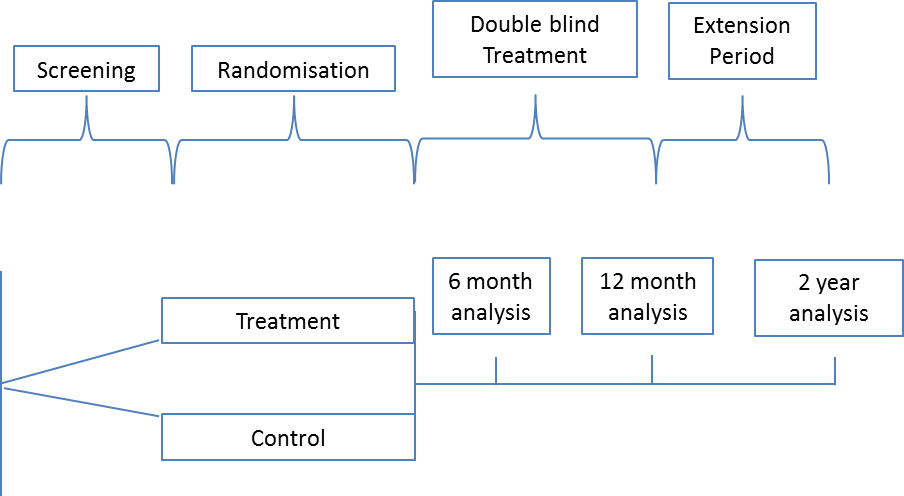 Screening
Randomisation
Double blind
Treatment
Extension
Period
6 month
analysis
12 month
analysis
2 year
analysis
Treatment
Control